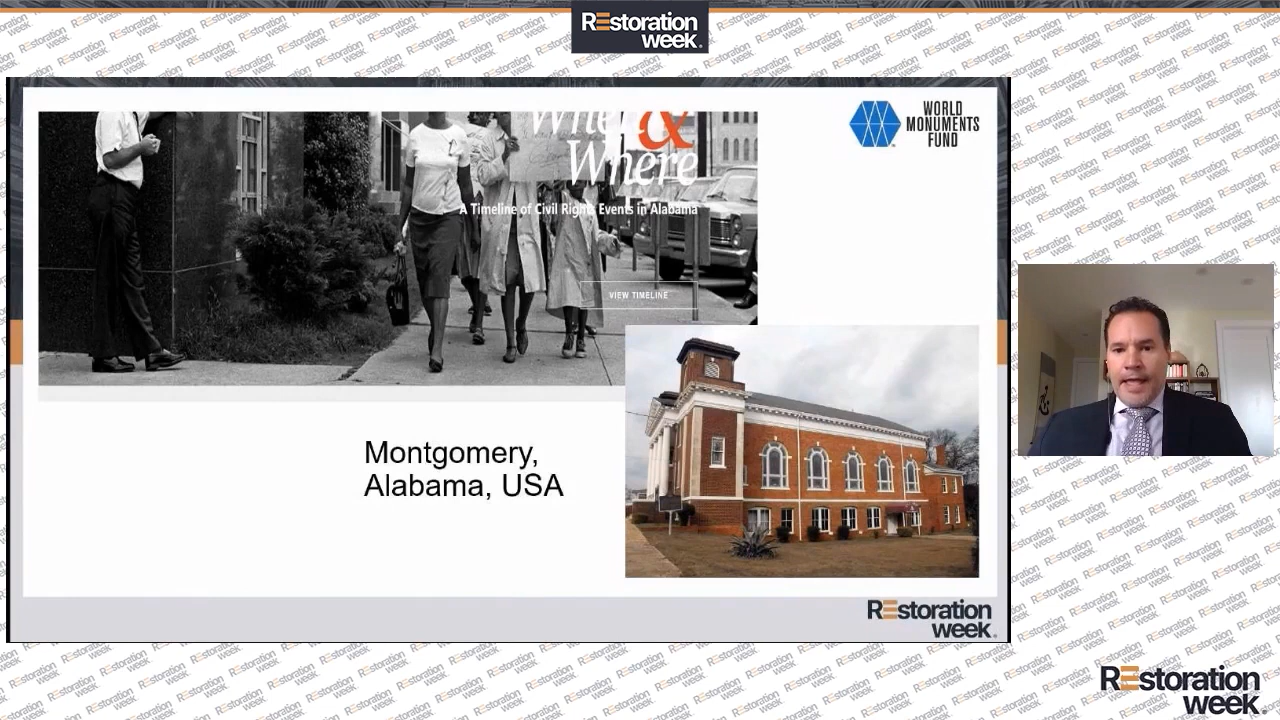 REstoration
week.
WORLD
MONUMENTS
FUND
When &
Where
A Timeline of Civil Rights Events in Alabama
VIEW TIMELINE
Montgomery,
Alabama, USA
REstoration
week.
REstoration
week.